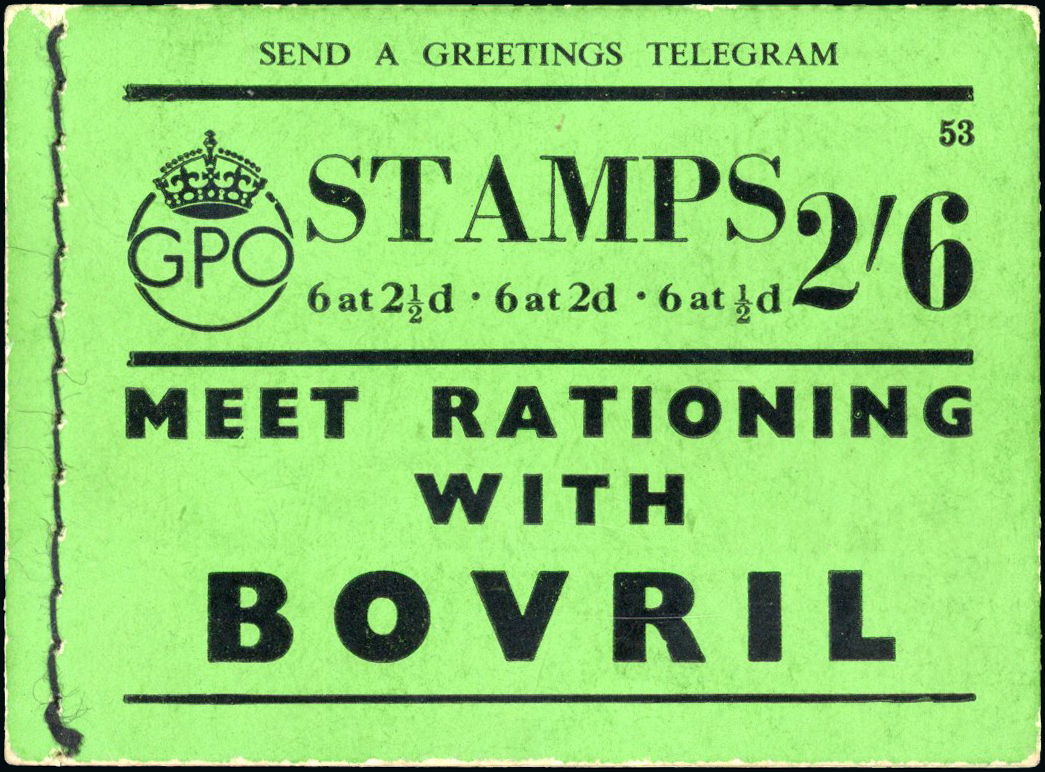 SEND A GREETINGS TELEGRAM
53
GPO
STAMPS 2/6
6 at 2½d · 6 at 2d · 6 at ½d
MEET RATIONING
WITH
BOVRIL